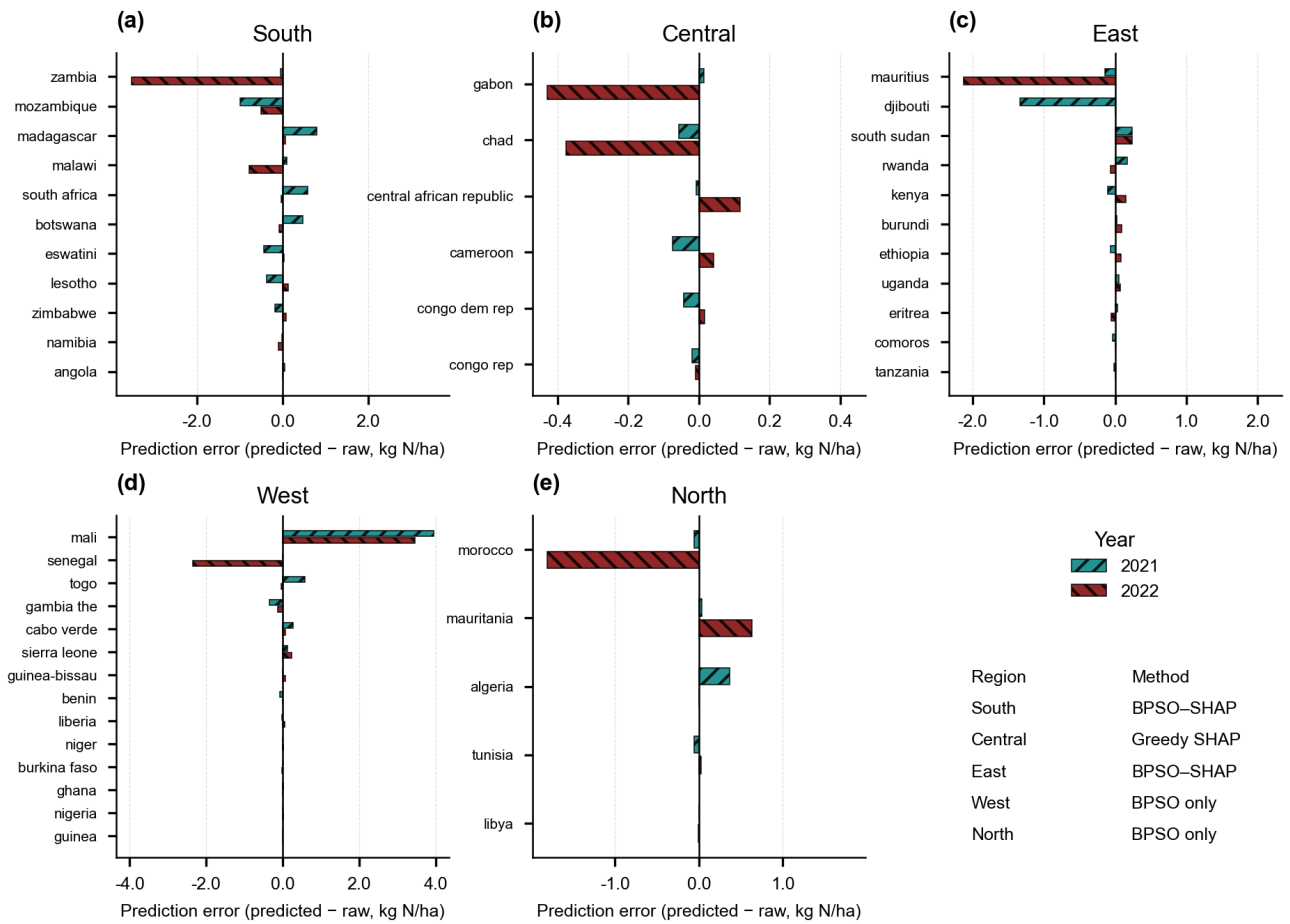 (a)
South
zambia
mozambique
madagascar
malawi
south africa
botswana
eswatini
lesotho
zimbabwe
namibia
angola
-2.0 0.0 2.0
Prediction error (predicted − raw, kg N/ha)
(b)
Central
gabon
chad
central african republic
cameroon
congo dem rep
congo rep
-0.4 -0.2 0.0 0.2 0.4
Prediction error (predicted − raw, kg N/ha)
(c)
East
mauritius
djibouti
south sudan
rwanda
kenya
burundi
ethiopia
uganda
eritrea
comoros
tanzania
-2.0 -1.0 0.0 1.0 2.0
Prediction error (predicted − raw, kg N/ha)
(d)
West
mali
senegal
togo
gambia the
cabo verde
sierra leone
guinea-bissau
benin
liberia
niger
burkina faso
ghana
nigeria
guinea
-4.0 -2.0 0.0 2.0 4.0
Prediction error (predicted − raw, kg N/ha)
(e)
North
morocco
mauritania
algeria
tunisia
libya
-1.0 0.0 1.0
Prediction error (predicted − raw, kg N/ha)
Year
2021
2022
Region Method
South BPSO–SHAP
Central Greedy SHAP
East BPSO–SHAP
West BPSO only
North BPSO only